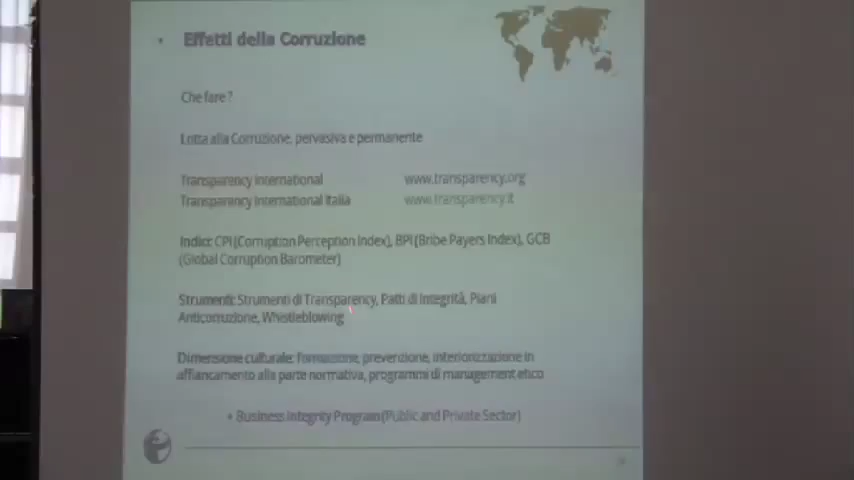 • Effetti della Corruzione
Che fare ?
Lotta alla Corruzione, pervasiva e permanente
Transparency International www.transparency.org
Transparency International Italia www.transparency.it
Indici: CPI (Corruption Perception Index), BPI (Bribe Payers Index), GCB
(Global Corruption Barometer)
Strumenti: Strumenti di Transparency, Patti di Integrità, Piani
Anticorruzione, Whistleblowing
Dimensione culturale: formazione, prevenzione, interiorizzazione in
affiancamento alla parte normativa, programmi di management etico
+ Business Integrity Program (Public and Private Sector)